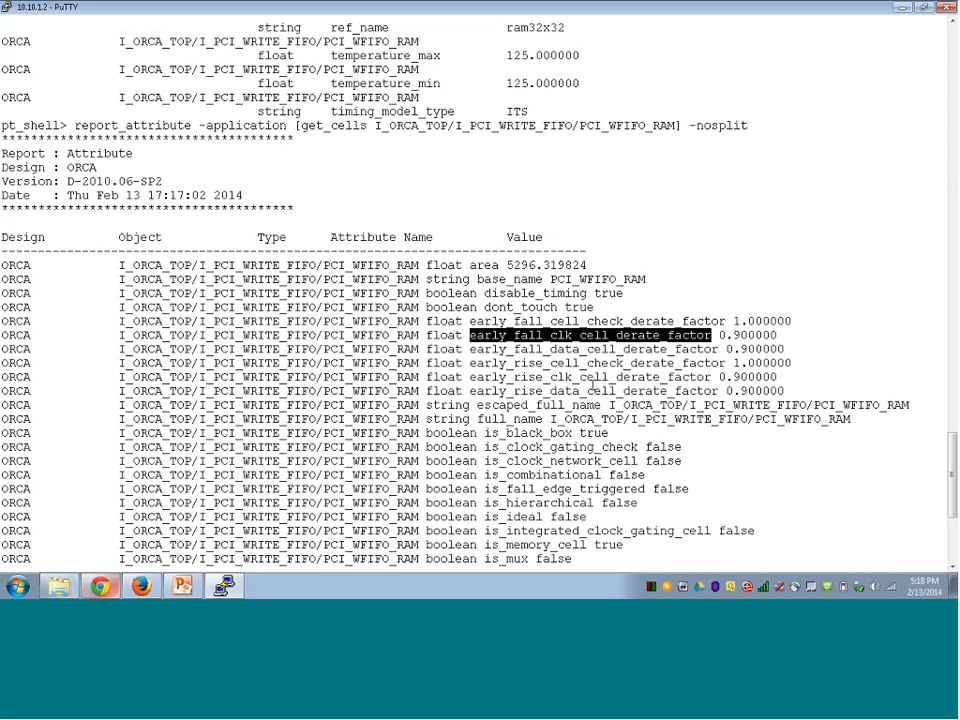 10.10.1.2 - PuTTY
string ref_name ram32x32
ORCA I_ORCA_TOP/I_PCI_WRITE_FIFO/PCI_WFIFO_RAM
float temperature_max 125.000000
ORCA I_ORCA_TOP/I_PCI_WRITE_FIFO/PCI_WFIFO_RAM
float temperature_min 125.000000
ORCA I_ORCA_TOP/I_PCI_WRITE_FIFO/PCI_WFIFO_RAM
string timing_model_type ITS
pt_shell> report_attribute -application [get_cells I_ORCA_TOP/I_PCI_WRITE_FIFO/PCI_WFIFO_RAM] -nosplit
****************************************
Report : Attribute
Design : ORCA
Version: D-2010.06-SP2
Date : Thu Feb 13 17:17:02 2014
****************************************
Design Object Type Attribute Name Value
--------------------------------------------------------------------------------
ORCA I_ORCA_TOP/I_PCI_WRITE_FIFO/PCI_WFIFO_RAM float area 5296.319824
ORCA I_ORCA_TOP/I_PCI_WRITE_FIFO/PCI_WFIFO_RAM string base_name PCI_WFIFO_RAM
ORCA I_ORCA_TOP/I_PCI_WRITE_FIFO/PCI_WFIFO_RAM boolean disable_timing true
ORCA I_ORCA_TOP/I_PCI_WRITE_FIFO/PCI_WFIFO_RAM boolean dont_touch true
ORCA I_ORCA_TOP/I_PCI_WRITE_FIFO/PCI_WFIFO_RAM float early_fall_cell_check_derate_factor 1.000000
ORCA I_ORCA_TOP/I_PCI_WRITE_FIFO/PCI_WFIFO_RAM float early_fall_clk_cell_derate_factor 0.900000
ORCA I_ORCA_TOP/I_PCI_WRITE_FIFO/PCI_WFIFO_RAM float early_fall_data_cell_derate_factor 0.900000
ORCA I_ORCA_TOP/I_PCI_WRITE_FIFO/PCI_WFIFO_RAM float early_rise_cell_check_derate_factor 1.000000
ORCA I_ORCA_TOP/I_PCI_WRITE_FIFO/PCI_WFIFO_RAM float early_rise_clk_cell_derate_factor 0.900000
ORCA I_ORCA_TOP/I_PCI_WRITE_FIFO/PCI_WFIFO_RAM float early_rise_data_cell_derate_factor 0.900000
ORCA I_ORCA_TOP/I_PCI_WRITE_FIFO/PCI_WFIFO_RAM string escaped_full_name I_ORCA_TOP/I_PCI_WRITE_FIFO/PCI_WFIFO_RAM
ORCA I_ORCA_TOP/I_PCI_WRITE_FIFO/PCI_WFIFO_RAM string full_name I_ORCA_TOP/I_PCI_WRITE_FIFO/PCI_WFIFO_RAM
ORCA I_ORCA_TOP/I_PCI_WRITE_FIFO/PCI_WFIFO_RAM boolean is_black_box true
ORCA I_ORCA_TOP/I_PCI_WRITE_FIFO/PCI_WFIFO_RAM boolean is_clock_gating_check false
ORCA I_ORCA_TOP/I_PCI_WRITE_FIFO/PCI_WFIFO_RAM boolean is_clock_network_cell false
ORCA I_ORCA_TOP/I_PCI_WRITE_FIFO/PCI_WFIFO_RAM boolean is_combinational false
ORCA I_ORCA_TOP/I_PCI_WRITE_FIFO/PCI_WFIFO_RAM boolean is_fall_edge_triggered false
ORCA I_ORCA_TOP/I_PCI_WRITE_FIFO/PCI_WFIFO_RAM boolean is_hierarchical false
ORCA I_ORCA_TOP/I_PCI_WRITE_FIFO/PCI_WFIFO_RAM boolean is_ideal false
ORCA I_ORCA_TOP/I_PCI_WRITE_FIFO/PCI_WFIFO_RAM boolean is_integrated_clock_gating_cell false
ORCA I_ORCA_TOP/I_PCI_WRITE_FIFO/PCI_WFIFO_RAM boolean is_memory_cell true
ORCA I_ORCA_TOP/I_PCI_WRITE_FIFO/PCI_WFIFO_RAM boolean is_mux false
5:18 PM
2/13/2014